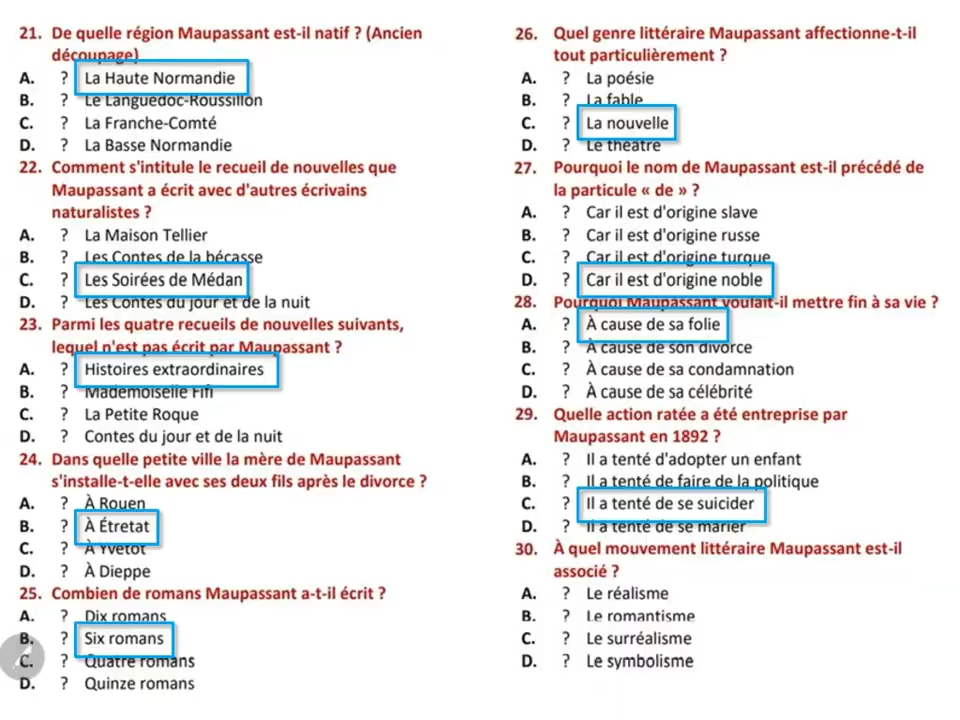 21. De quelle région Maupassant est-il natif ? (Ancien
découpage)
A. ? La Haute Normandie
B. ? Le Languedoc-Roussillon
C. ? La Franche-Comté
D. ? La Basse Normandie
22. Comment s'intitule le recueil de nouvelles que
Maupassant a écrit avec d'autres écrivains
naturalistes ?
A. ? La Maison Tellier
B. ? Les Contes de la bécasse
C. ? Les Soirées de Médan
D. ? Les Contes du jour et de la nuit
23. Parmi les quatre recueils de nouvelles suivants,
lequel n'est pas écrit par Maupassant ?
A. ? Histoires extraordinaires
B. ? Mademoiselle Fifi
C. ? La Petite Roque
D. ? Contes du jour et de la nuit
24. Dans quelle petite ville la mère de Maupassant
s'installe-t-elle avec ses deux fils après le divorce ?
A. ? À Rouen
B. ? À Étretat
C. ? À Yvetot
D. ? À Dieppe
25. Combien de romans Maupassant a-t-il écrit ?
A. ? Dix romans
B. ? Six romans
C. ? Quatre romans
D. ? Quinze romans
26. Quel genre littéraire Maupassant affectionne-t-il
tout particulièrement ?
A. ? La poésie
B. ? La fable
C. ? La nouvelle
D. ? Le théâtre
27. Pourquoi le nom de Maupassant est-il précédé de
la particule « de » ?
A. ? Car il est d'origine slave
B. ? Car il est d'origine russe
C. ? Car il est d'origine turque
D. ? Car il est d'origine noble
28. Pourquoi Maupassant voulait-il mettre fin à sa vie ?
A. ? À cause de sa folie
B. ? À cause de son divorce
C. ? À cause de sa condamnation
D. ? À cause de sa célébrité
29. Quelle action ratée a été entreprise par
Maupassant en 1892 ?
A. ? Il a tenté d'adopter un enfant
B. ? Il a tenté de faire de la politique
C. ? Il a tenté de se suicider
D. ? Il a tenté de se marier
30. À quel mouvement littéraire Maupassant est-il
associé ?
A. ? Le réalisme
B. ? Le romantisme
C. ? Le surréalisme
D. ? Le symbolisme